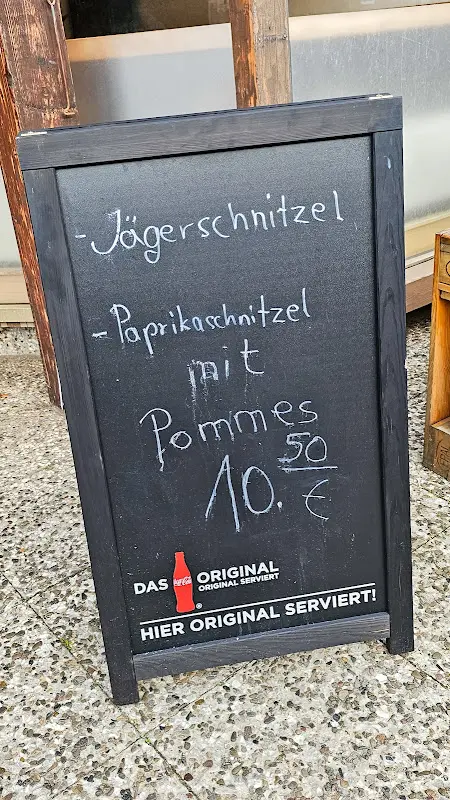 - Jägerschnitzel
- Paprikaschnitzel
mit
Pommes
10.50 €
DAS Coca-Cola ORIGINAL
ORIGINAL SERVIERT
HIER ORIGINAL SERVIERT!